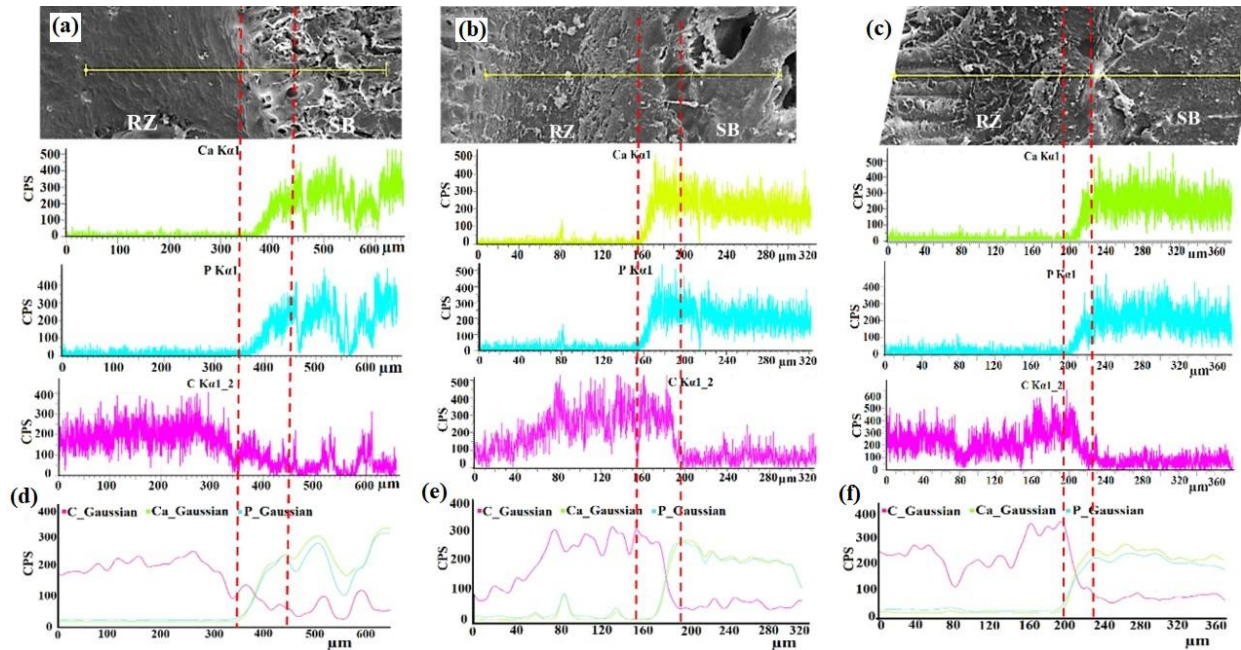 (a)
RZ
SB
Ca Kα1
CPS
500
400
300
200
100
0
0 100 200 300 400 500 600 µm
P Kα1
CPS
400
300
200
100
0
0 100 200 300 400 500 600 µm
C Kα1_2
CPS
400
300
200
100
0
0 100 200 300 400 500 600 µm
(d)
C_Gaussian Ca_Gaussian P_Gaussian
CPS
400
300
200
100
0
0 100 200 300 400 500 600
µm
(b)
RZ
SB
Ca Kα1
CPS
500
400
300
200
100
0
0 40 80 120 160 200 240 280 320
µm
P Kα1
CPS
400
300
200
100
0
0 40 80 120 160 200 240 280 320
µm
C Kα1_2
CPS
500
400
300
200
100
0
0 40 80 120 160 200 240 280 320
µm
(e)
C_Gaussian Ca_Gaussian P_Gaussian
CPS
400
300
200
100
0
0 40 80 120 160 200 240 280 320
µm
(c)
RZ
SB
Ca Kα1
CPS
500
400
300
200
100
0
0 40 80 120 160 200 240 280 320 360
µm
P Kα1
CPS
400
300
200
100
0
0 40 80 120 160 200 240 280 320 360
µm
C Kα1_2
CPS
600
500
400
300
200
100
0
0 40 80 120 160 200 240 280 320 360
µm
(f)
C_Gaussian Ca_Gaussian P_Gaussian
CPS
400
300
200
100
0
0 40 80 120 160 200 240 280 320 360
µm